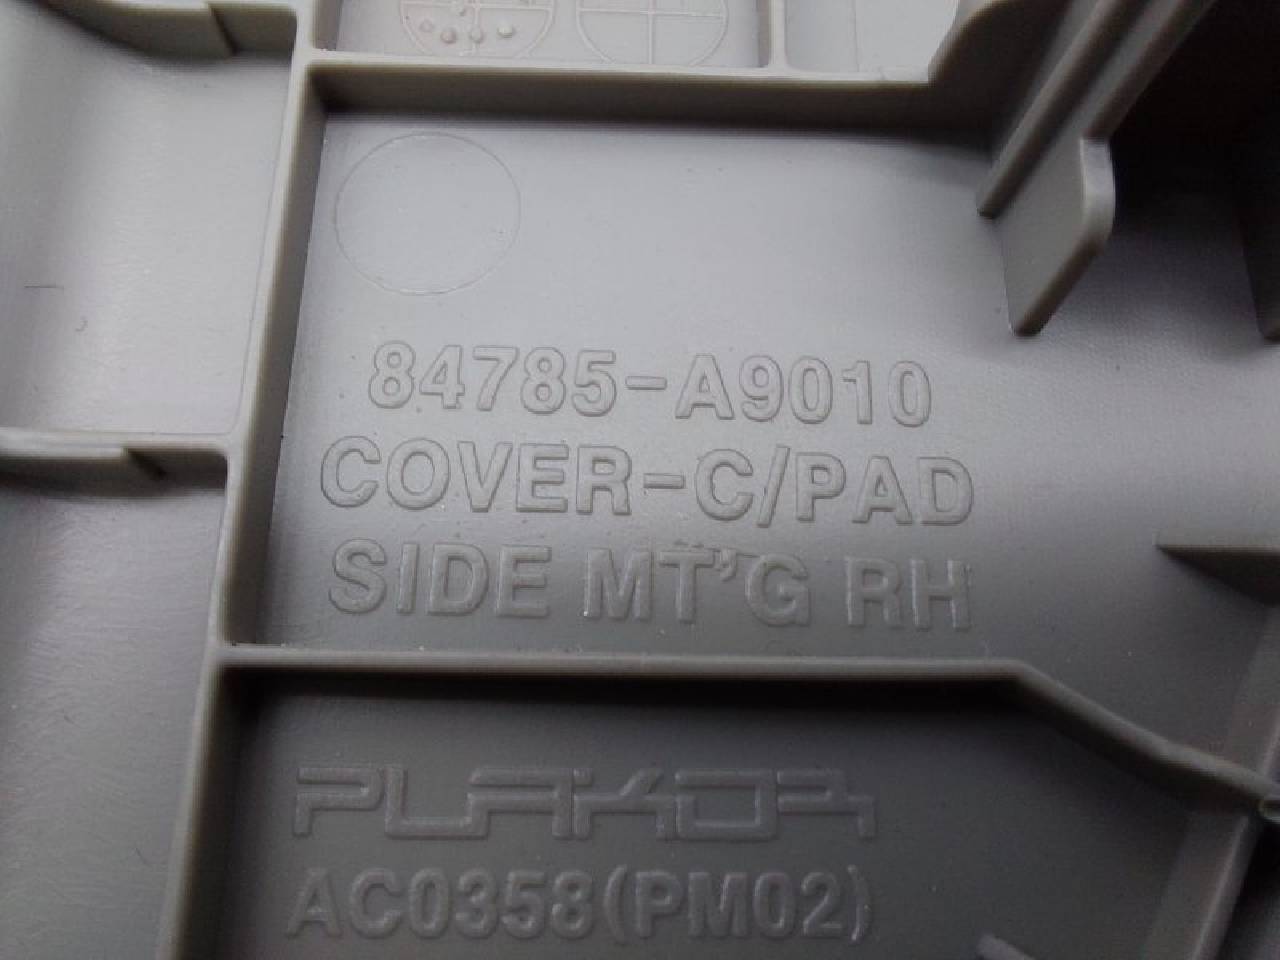 84785-A9010
COVER-C/PAD
SIDE MT'G RH
PLAKOR
AC0358(PM02)